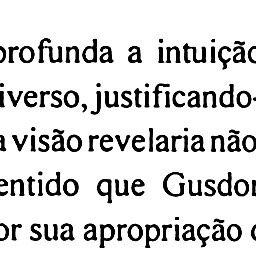 profunda a intuição
iverso, justificando-
a visão revelaria não
entido que Gusdor
or sua apropriação